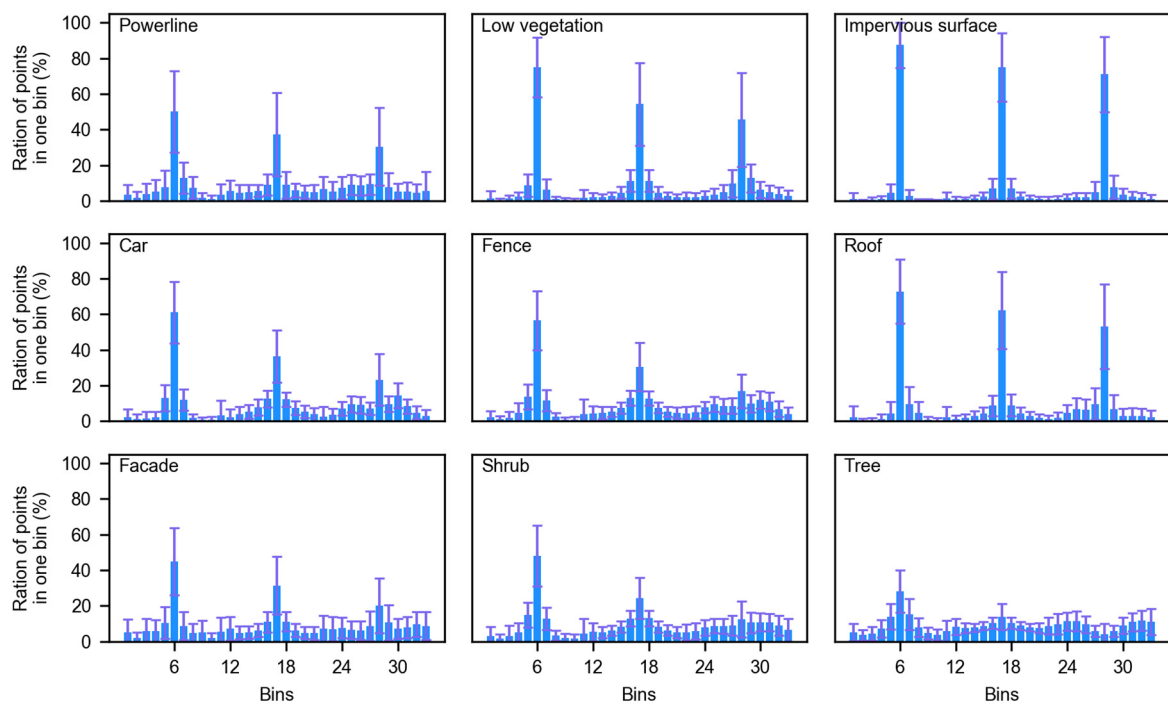 Powerline
Low vegetation
Impervious surface
Ration of points
in one bin (%)
100
80
60
40
20
0
Car
Fence
Roof
Ration of points
in one bin (%)
100
80
60
40
20
0
Facade
Shrub
Tree
Ration of points
in one bin (%)
100
80
60
40
20
0
6 12 18 24 30
6 12 18 24 30
6 12 18 24 30
Bins
Bins
Bins